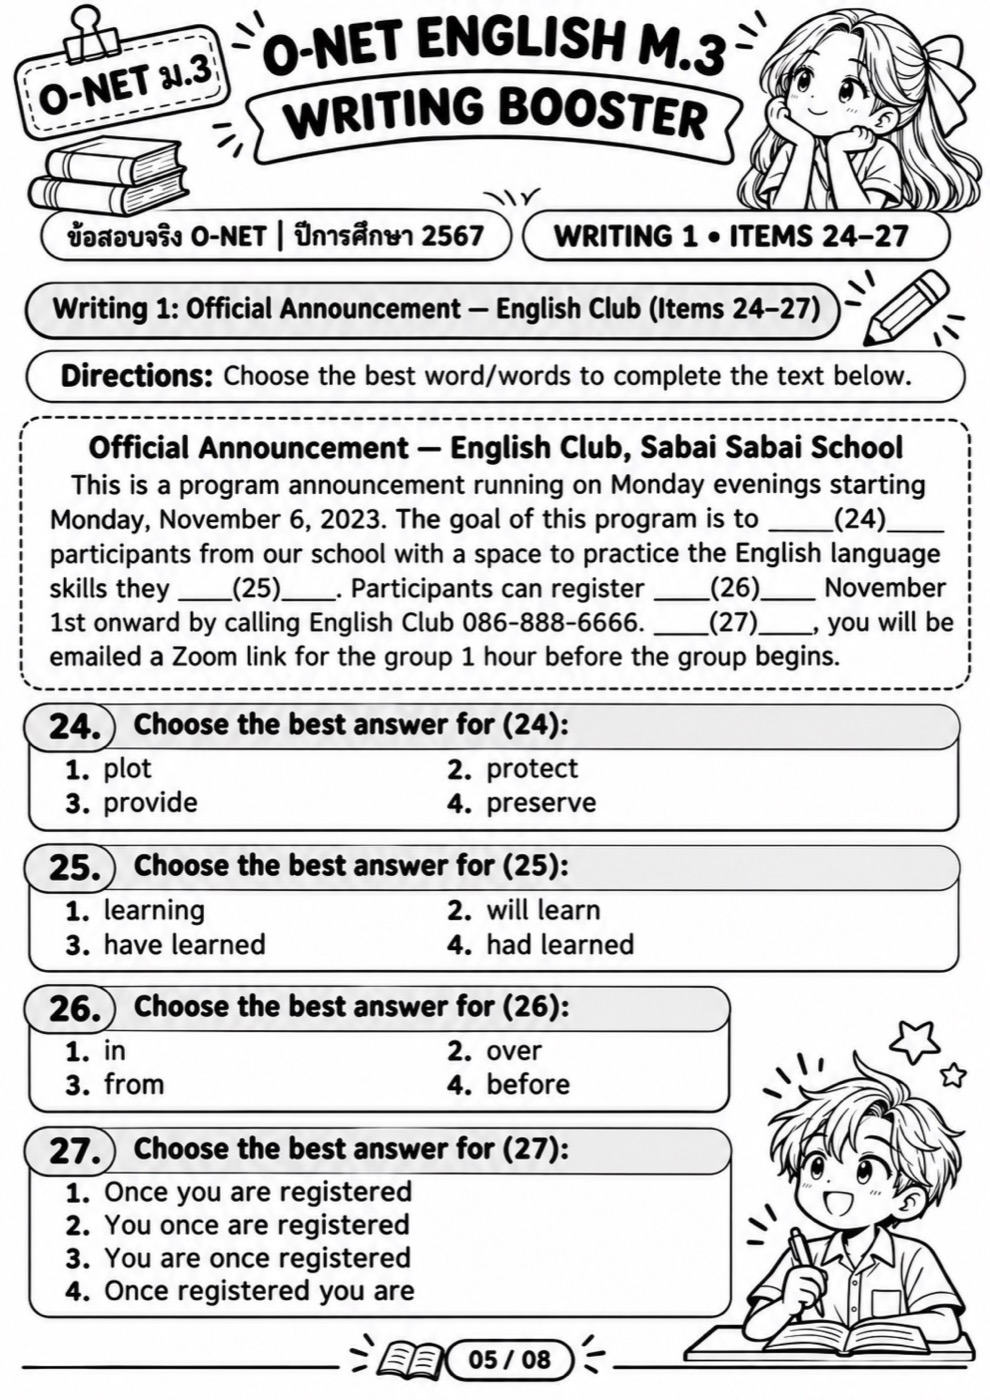 O-NET ม.3
O-NET ENGLISH M.3
WRITING BOOSTER
ข้อสอบจริง O-NET | ปีการศึกษา 2567
WRITING 1 • ITEMS 24–27
Writing 1: Official Announcement — English Club (Items 24–27)
Directions: Choose the best word/words to complete the text below.
Official Announcement — English Club, Sabai Sabai School
This is a program announcement running on Monday evenings starting
Monday, November 6, 2023. The goal of this program is to ____(24)____
participants from our school with a space to practice the English language
skills they ____(25)____. Participants can register ____(26)____ November
1st onward by calling English Club 086-888-6666. ____(27)____, you will be
emailed a Zoom link for the group 1 hour before the group begins.
24. Choose the best answer for (24):
1. plot 2. protect
3. provide 4. preserve
25. Choose the best answer for (25):
1. learning 2. will learn
3. have learned 4. had learned
26. Choose the best answer for (26):
1. in 2. over
3. from 4. before
27. Choose the best answer for (27):
1. Once you are registered
2. You once are registered
3. You are once registered
4. Once registered you are
05 / 08